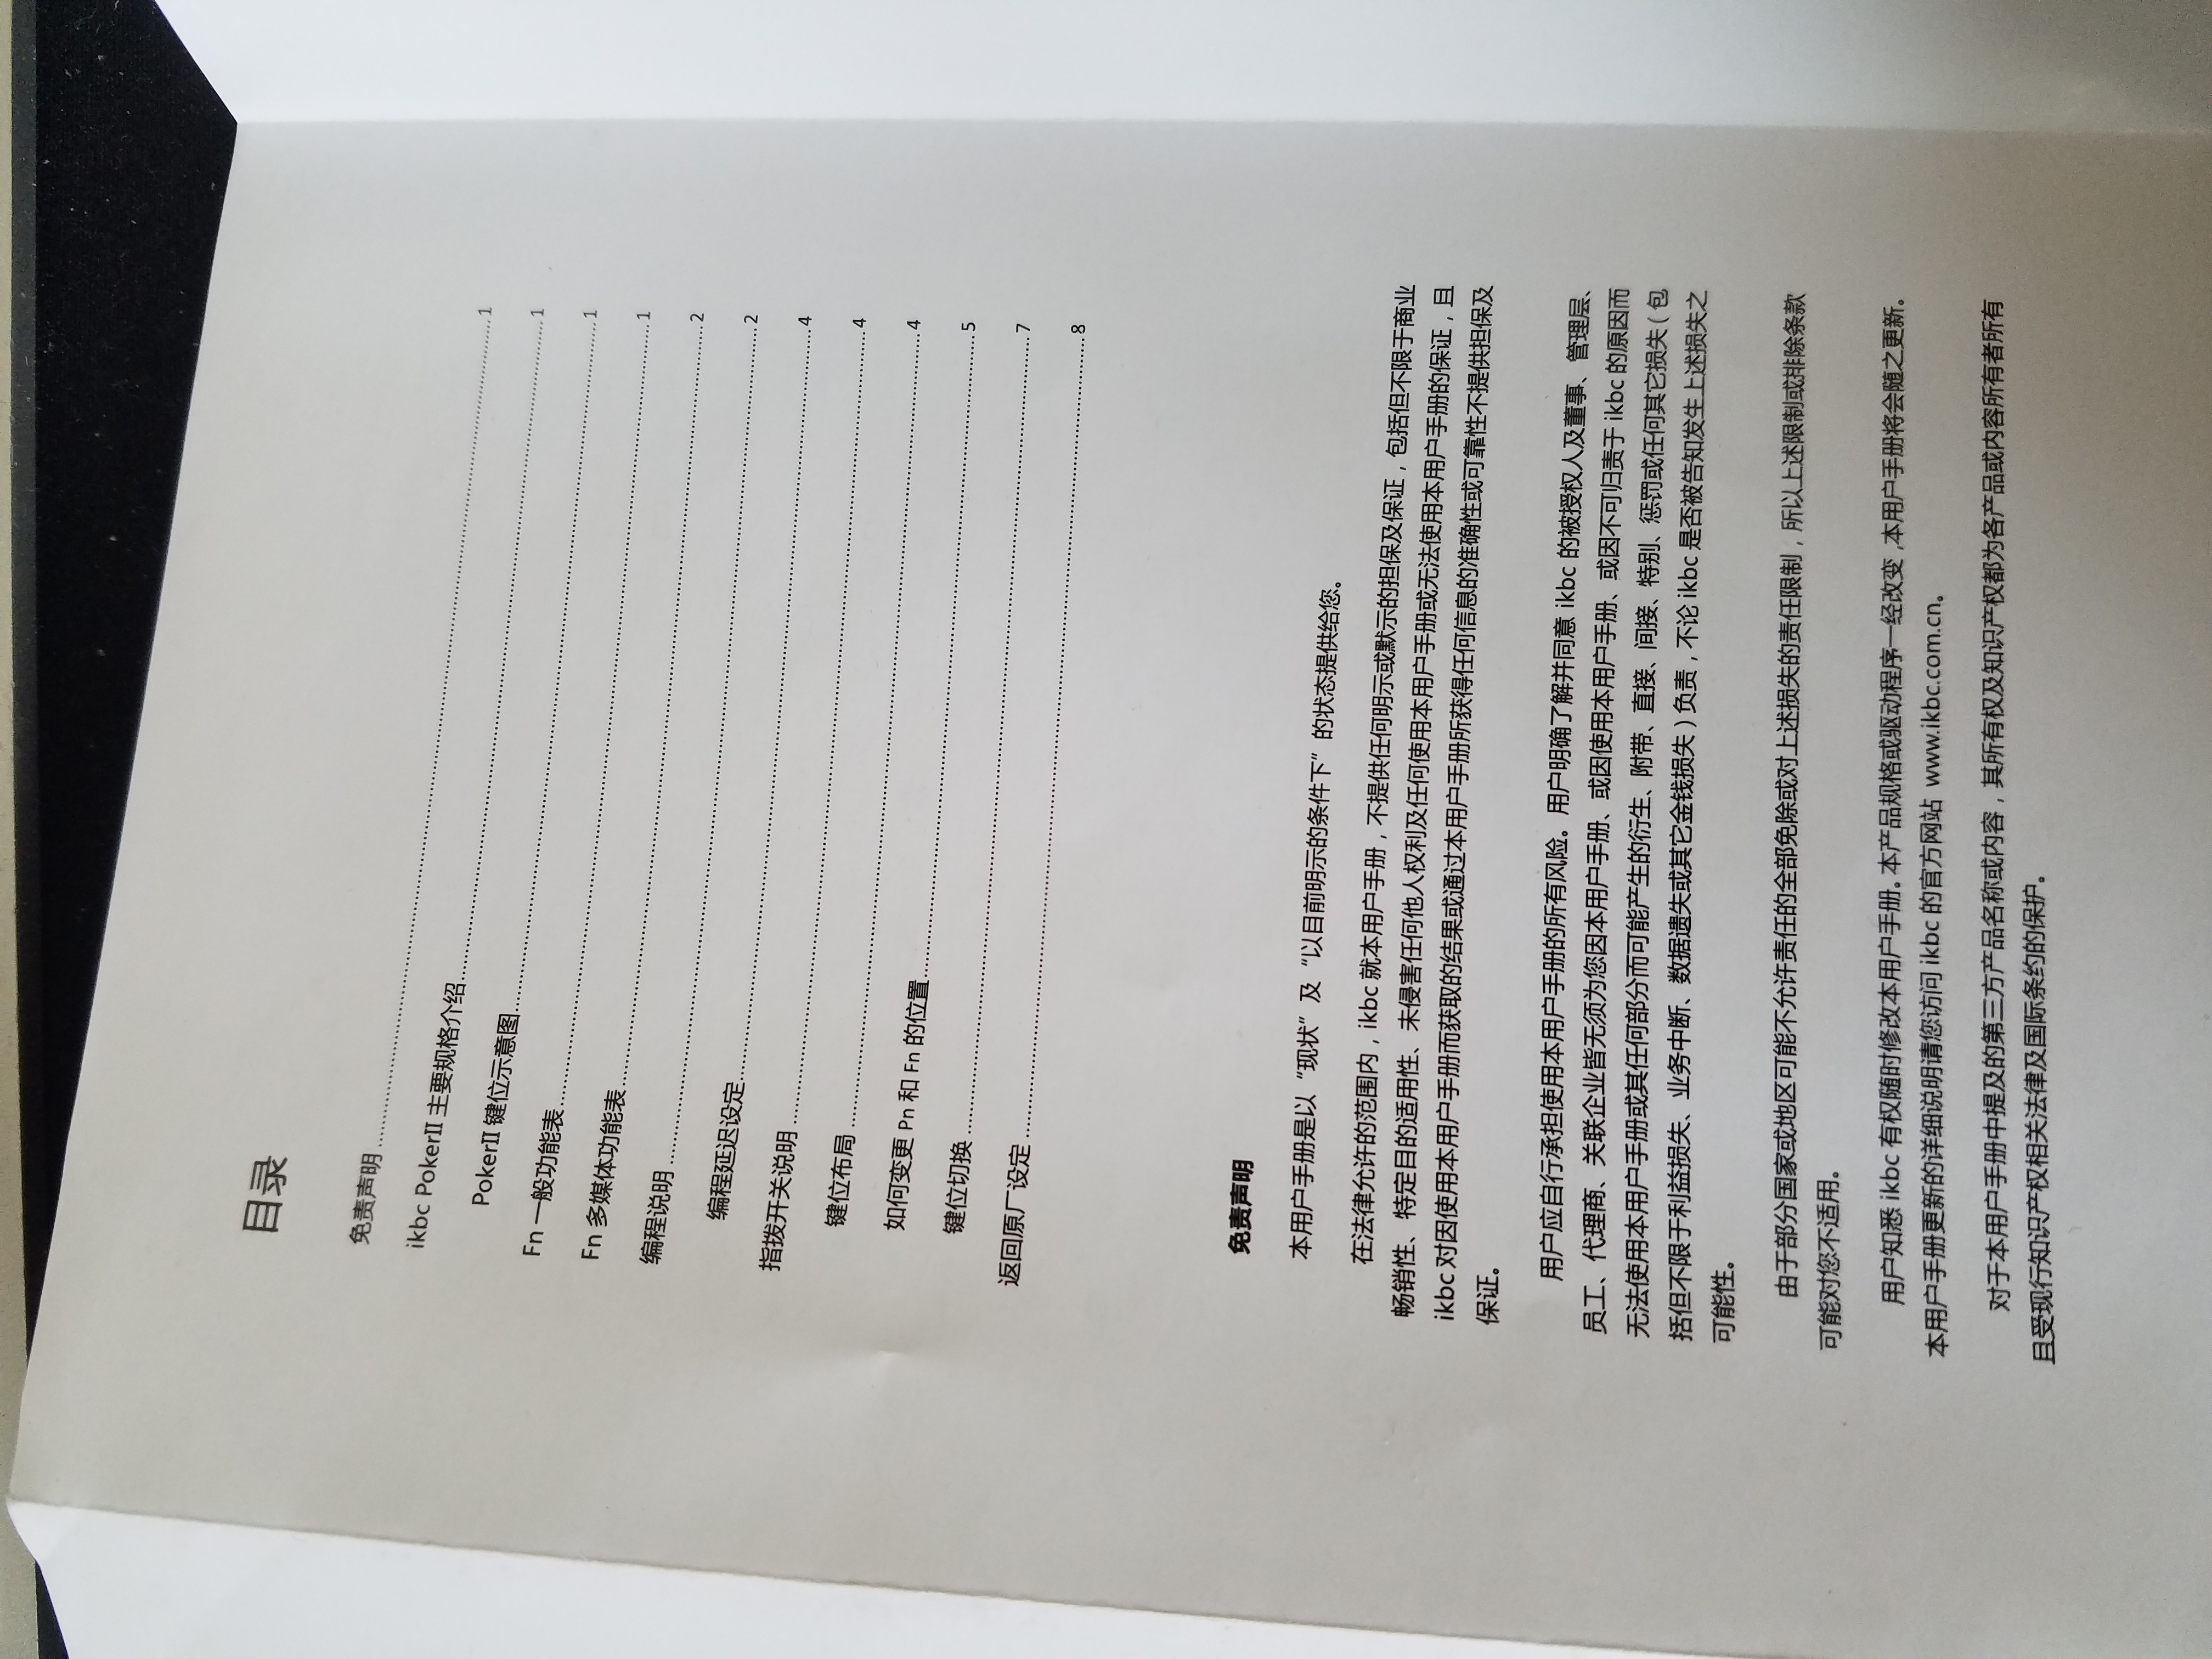 目录
免责声明........................................................................1
ikbc PokerII 主要规格介绍........................................................................1
PokerII 键位示意图........................................................................1
Fn 一般功能表........................................................................1
Fn 多媒体功能表........................................................................2
编程说明........................................................................2
编程延迟设定........................................................................4
指拨开关说明........................................................................4
键位布局........................................................................4
如何变更 Pn 和 Fn 的位置........................................................................5
键位切换........................................................................7
返回原厂设定........................................................................8
免责声明
本用户手册是以“现状”及“以目前明示的条件下”的状态提供给您。
在法律允许的范围内，ikbc 就本用户手册，不提供任何明示或默示的担保及保证，包括但不限于商业
畅销性、特定目的适用性、未侵害任何他人权利及任何使用本用户手册或无法使用本用户手册的保证，且
ikbc 对因使用本用户手册而获取的结果或通过本用户手册所获得任何信息的准确性或可靠性不提供担保及
保证。
用户应自行承担使用本用户手册的所有风险。用户明确了解并同意 ikbc 的被授权人及董事、管理层、
员工、代理商、关联企业皆无须为您因本用户手册、或因使用本用户手册、或因不可归责于 ikbc 的原因而
无法使用本用户手册或其任何部分而可能产生的衍生、附带、直接、间接、特别、惩罚或任何其它损失（包
括但不限于利益损失、业务中断、数据遗失或其它金钱损失）负责，不论 ikbc 是否被告知发生上述损失之
可能性。
由于部分国家或地区可能不允许责任的全部免除或对上述损失的责任限制，所以上述限制或排除条款
可能对您不适用。
用户知悉 ikbc 有权随时修改本用户手册。本产品规格或驱动程序一经改变，本用户手册将会随之更新。
本用户手册更新的详细说明请您访问 ikbc 的官方网站 www.ikbc.com.cn。
对于本用户手册中提及的第三方产品名称或内容，其所有权及知识产权都为各产品或内容所有者所有
且受现行知识产权相关法律及国际条约的保护。